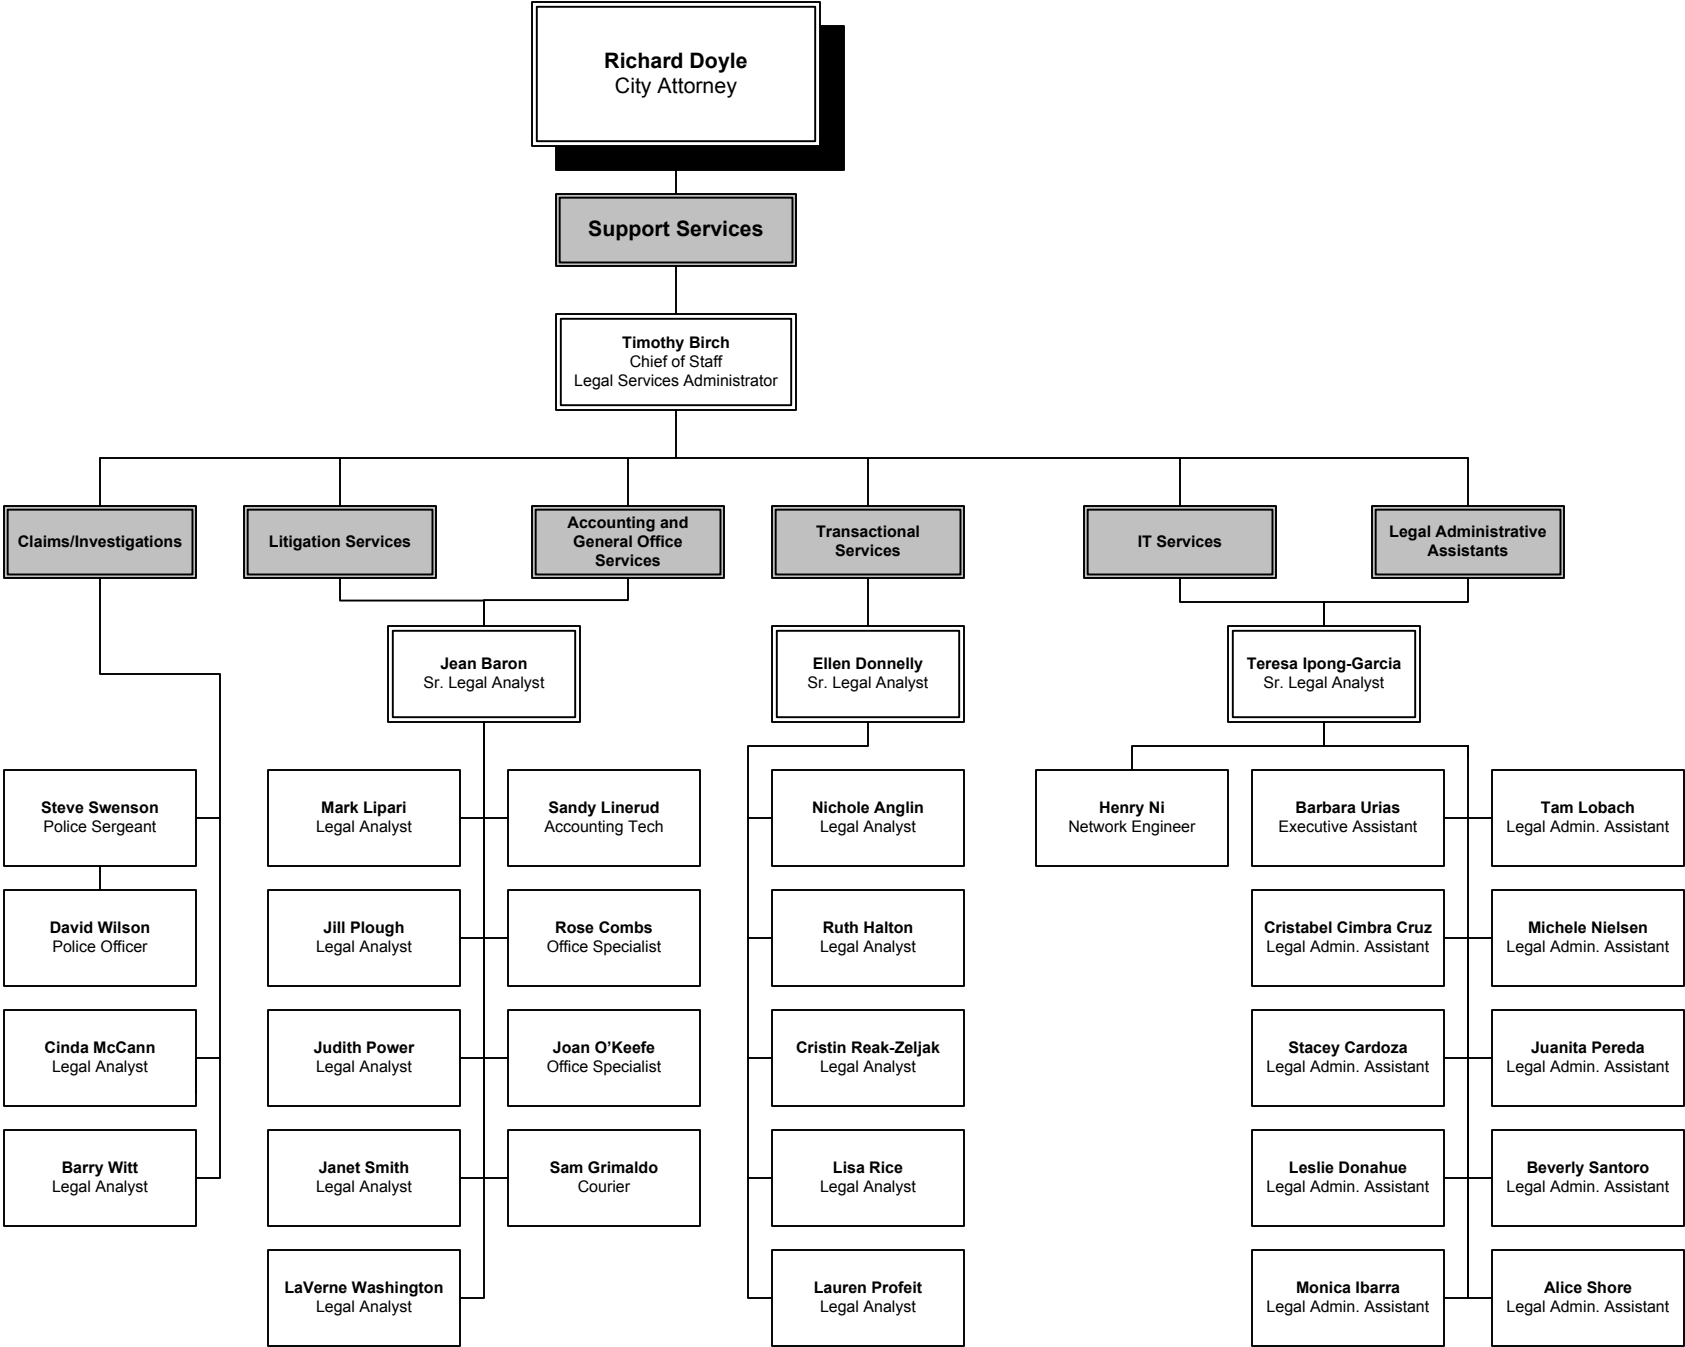 Richard Doyle
City Attorney
Support Services
Timothy Birch
Chief of Staff
Legal Services Administrator
Claims/Investigations
Litigation Services
Accounting and
General Office
Services
Transactional
Services
IT Services
Legal Administrative
Assistants
Jean Baron
Sr. Legal Analyst
Ellen Donnelly
Sr. Legal Analyst
Teresa Ipong-Garcia
Sr. Legal Analyst
Steve Swenson
Police Sergeant
Mark Lipari
Legal Analyst
Sandy Linerud
Accounting Tech
Nichole Anglin
Legal Analyst
Henry Ni
Network Engineer
Barbara Urias
Executive Assistant
Tam Lobach
Legal Admin. Assistant
David Wilson
Police Officer
Jill Plough
Legal Analyst
Rose Combs
Office Specialist
Ruth Halton
Legal Analyst
Cristabel Cimbra Cruz
Legal Admin. Assistant
Michele Nielsen
Legal Admin. Assistant
Cinda McCann
Legal Analyst
Judith Power
Legal Analyst
Joan O’Keefe
Office Specialist
Cristin Reak-Zeljak
Legal Analyst
Stacey Cardoza
Legal Admin. Assistant
Juanita Pereda
Legal Admin. Assistant
Barry Witt
Legal Analyst
Janet Smith
Legal Analyst
Sam Grimaldo
Courier
Lisa Rice
Legal Analyst
Leslie Donahue
Legal Admin. Assistant
Beverly Santoro
Legal Admin. Assistant
LaVerne Washington
Legal Analyst
Lauren Profeit
Legal Analyst
Monica Ibarra
Legal Admin. Assistant
Alice Shore
Legal Admin. Assistant